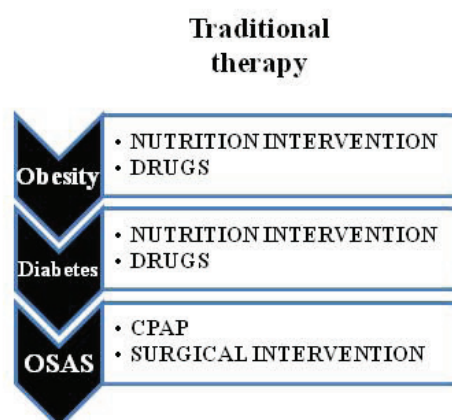 Traditional
therapy
Obesity
• NUTRITION INTERVENTION
• DRUGS
Diabetes
• NUTRITION INTERVENTION
• DRUGS
OSAS
• CPAP
• SURGICAL INTERVENTION